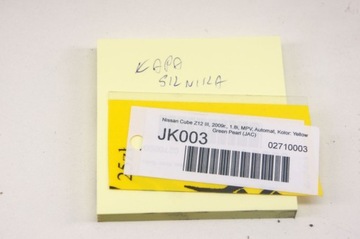 KAPA
SILNIKA
Nissan Cube Z12 III, 2009r., 1.8i, MPV, Automat, Kolor: Yellow
Green Pearl (JAC)
JK003
02710003